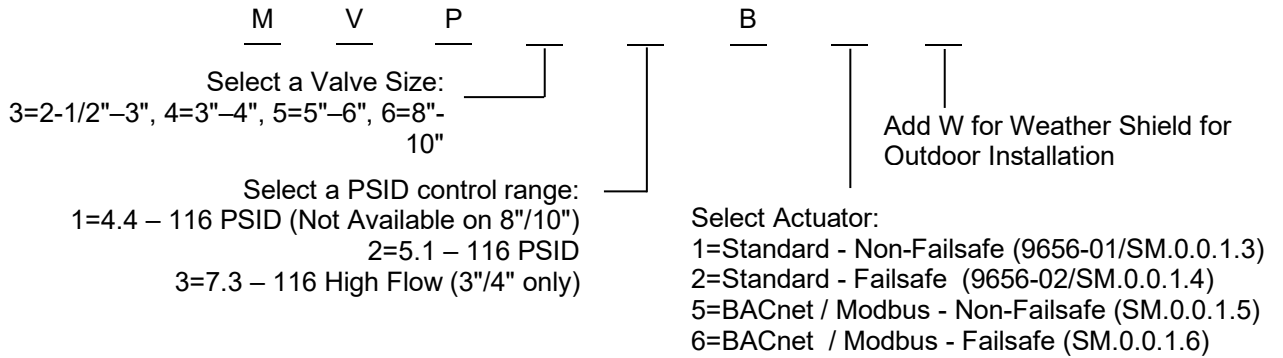 M V P B
Select a Valve Size:
3=2-1/2"–3", 4=3"–4", 5=5"–6", 6=8"-
10"
Add W for Weather Shield for
Outdoor Installation
Select a PSID control range:
1=4.4 – 116 PSID (Not Available on 8"/10")
2=5.1 – 116 PSID
3=7.3 – 116 High Flow (3"/4" only)
Select Actuator:
1=Standard - Non-Failsafe (9656-01/SM.0.0.1.3)
2=Standard - Failsafe (9656-02/SM.0.0.1.4)
5=BACnet / Modbus - Non-Failsafe (SM.0.0.1.5)
6=BACnet / Modbus - Failsafe (SM.0.0.1.6)